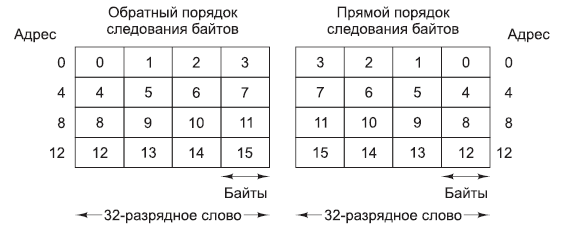 Обратный порядок
следования байтов
Прямой порядок
следования байтов
Адрес
Адрес
0 0 1 2 3 3 2 1 0 0
4 4 5 6 7 7 6 5 4 4
8 8 9 10 11 11 10 9 8 8
12 12 13 14 15 15 14 13 12 12
Байты
Байты
32-разрядное слово
32-разрядное слово